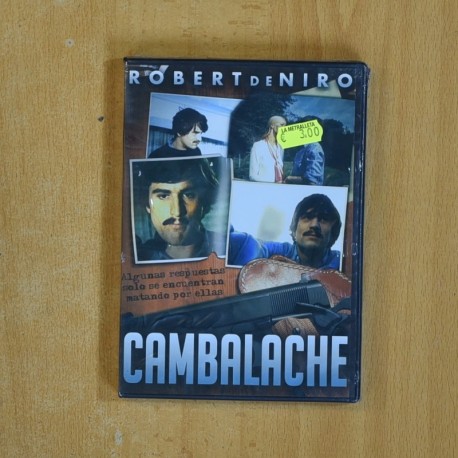 ROBERT DE NIRO
LA METRALLETA
€ 3,00
Algunas respuestas
solo se encuentran
matando por ellas
CAMBALACHE